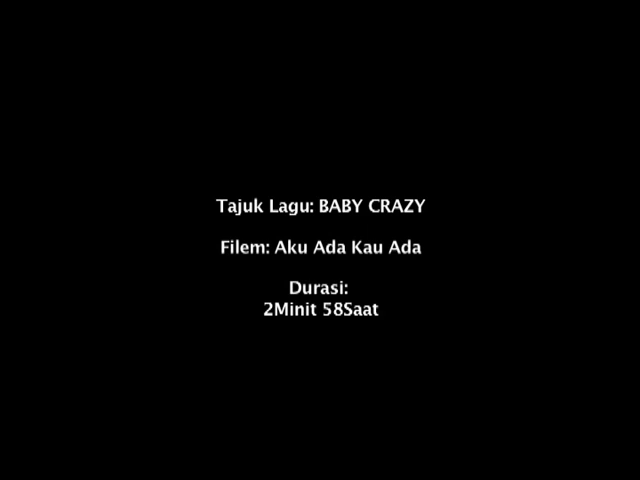 Tajuk Lagu: BABY CRAZY
Filem: Aku Ada Kau Ada
Durasi:
2Minit 58Saat